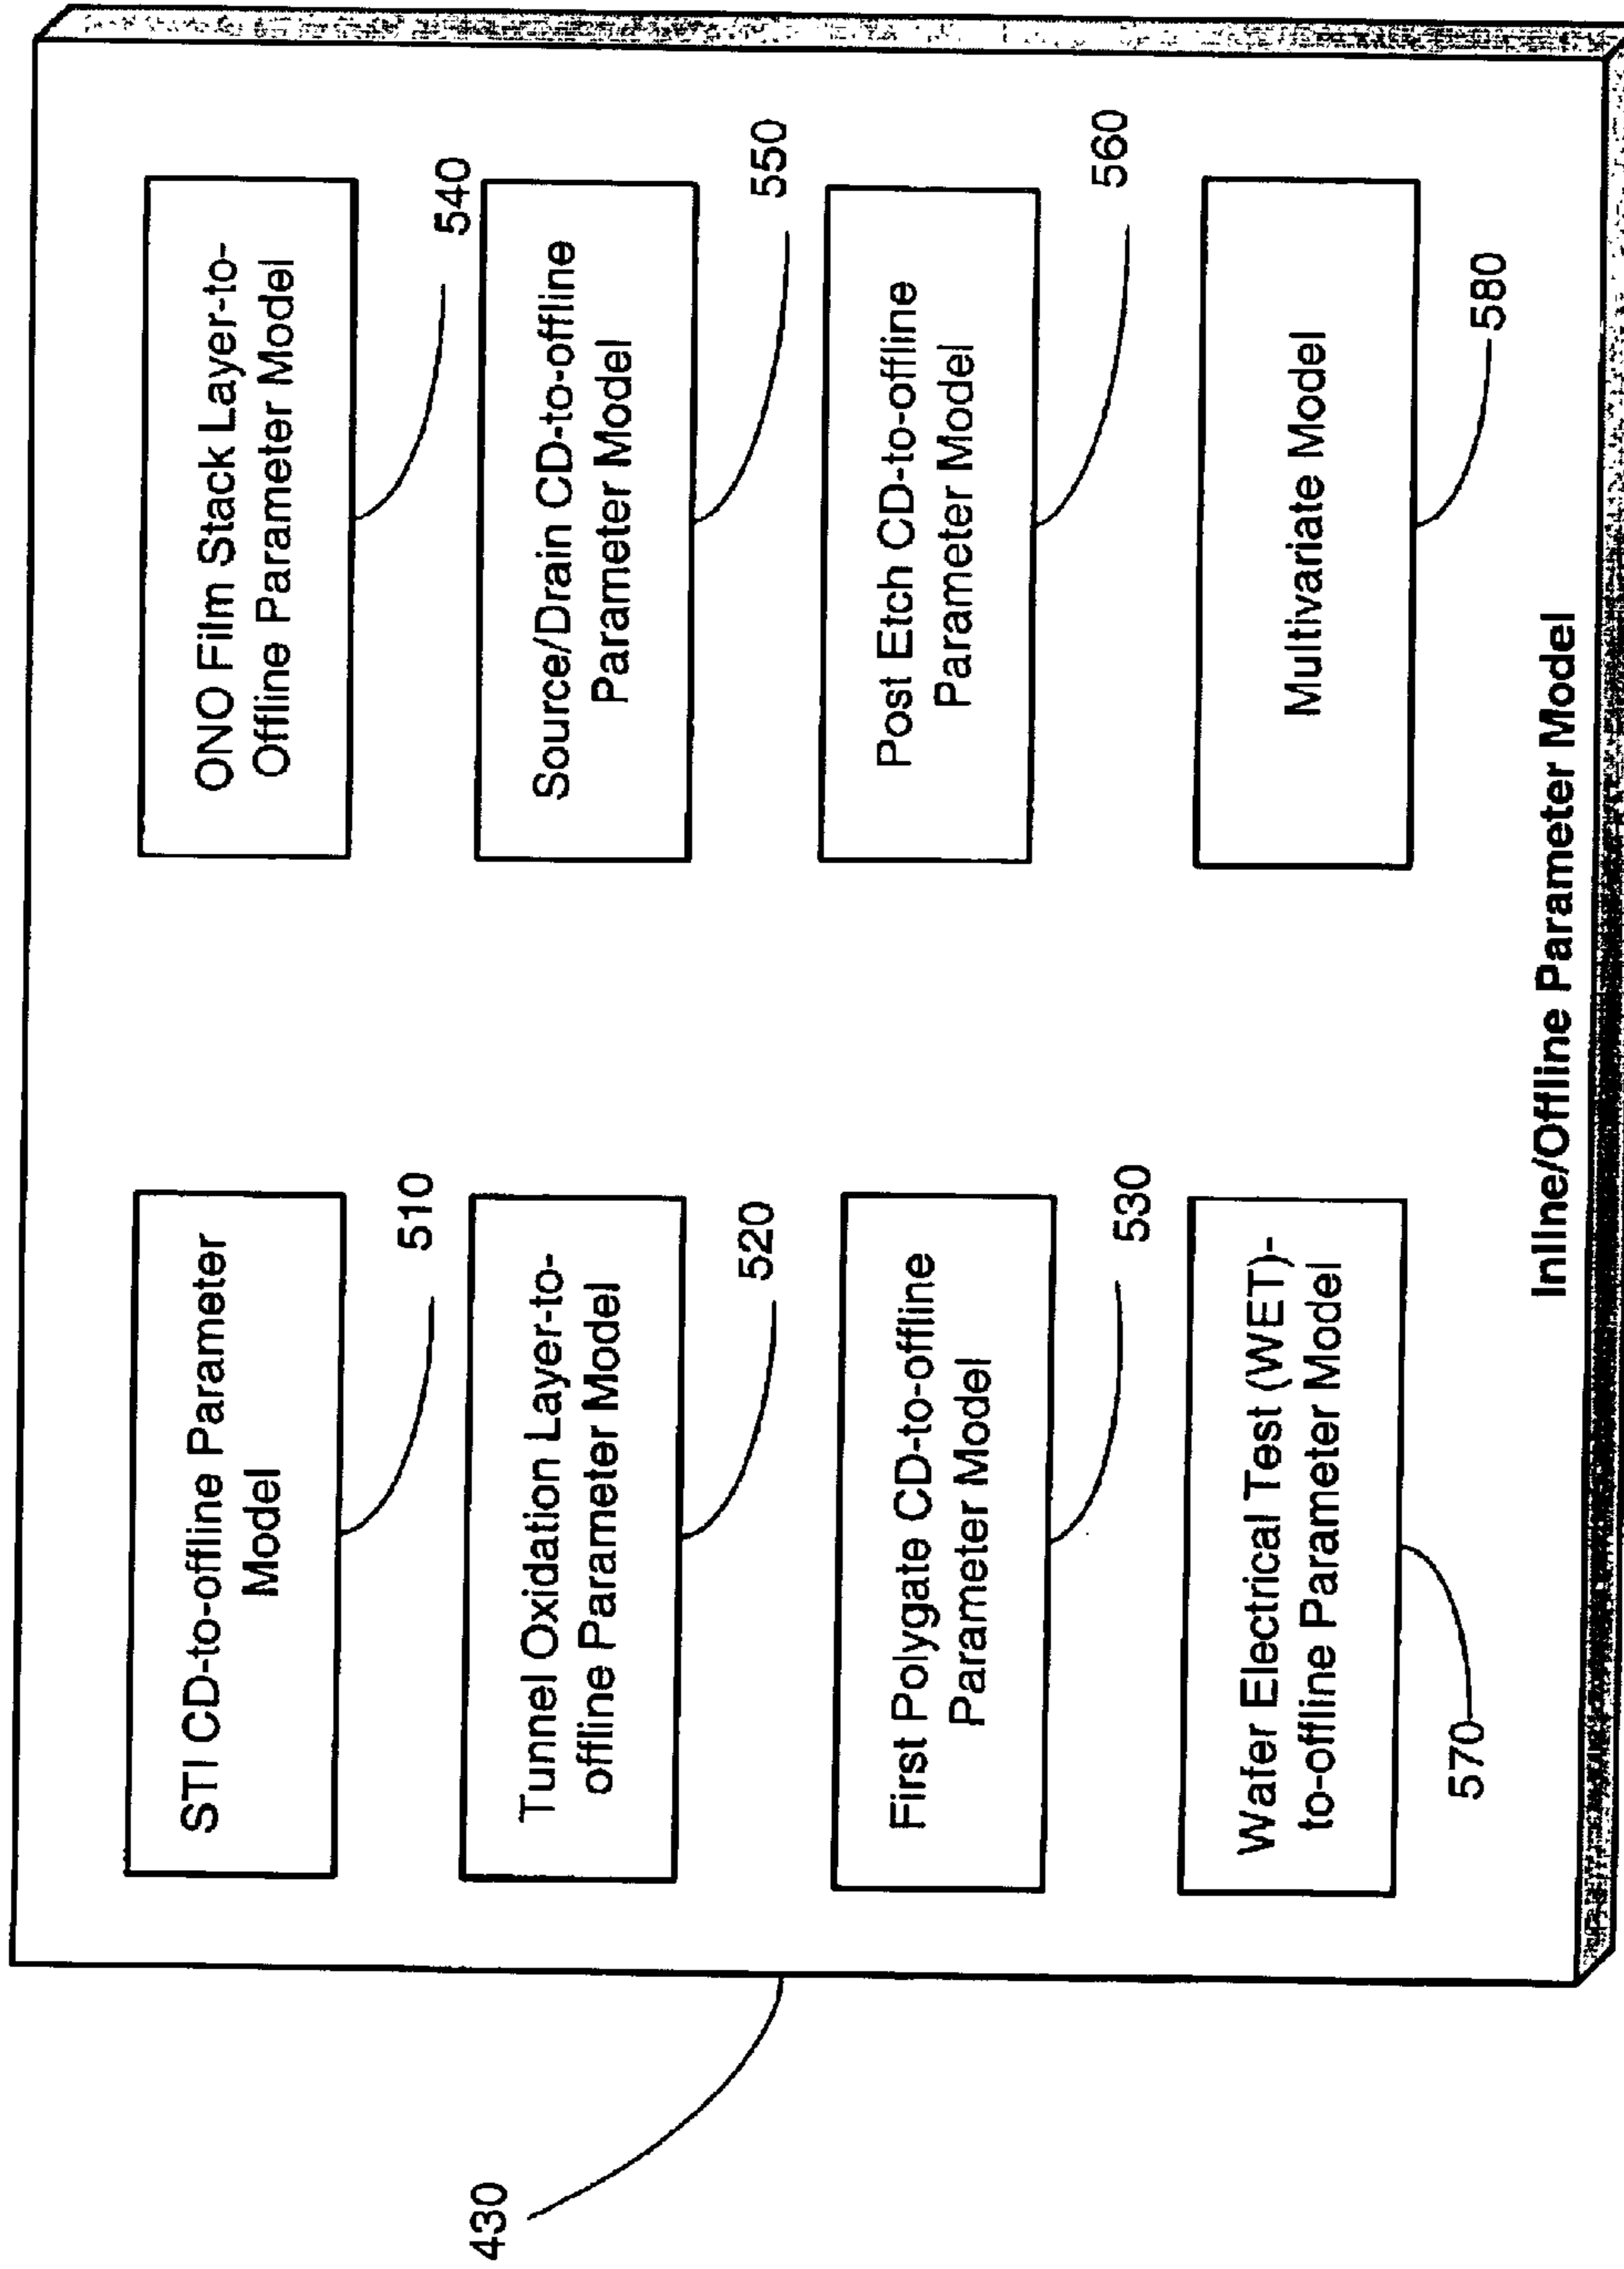 430
STI CD-to-offline Parameter
Model
510
Tunnel Oxidation Layer-to-
offline Parameter Model
520
First Polygate CD-to-offline
Parameter Model
530
Wafer Electrical Test (WET)-
to-offline Parameter Model
570
ONO Film Stack Layer-to-
Offline Parameter Model
540
Source/Drain CD-to-offline
Parameter Model
550
Post Etch CD-to-offline
Parameter Model
560
Multivariate Model
580
Inline/Offline Parameter Model